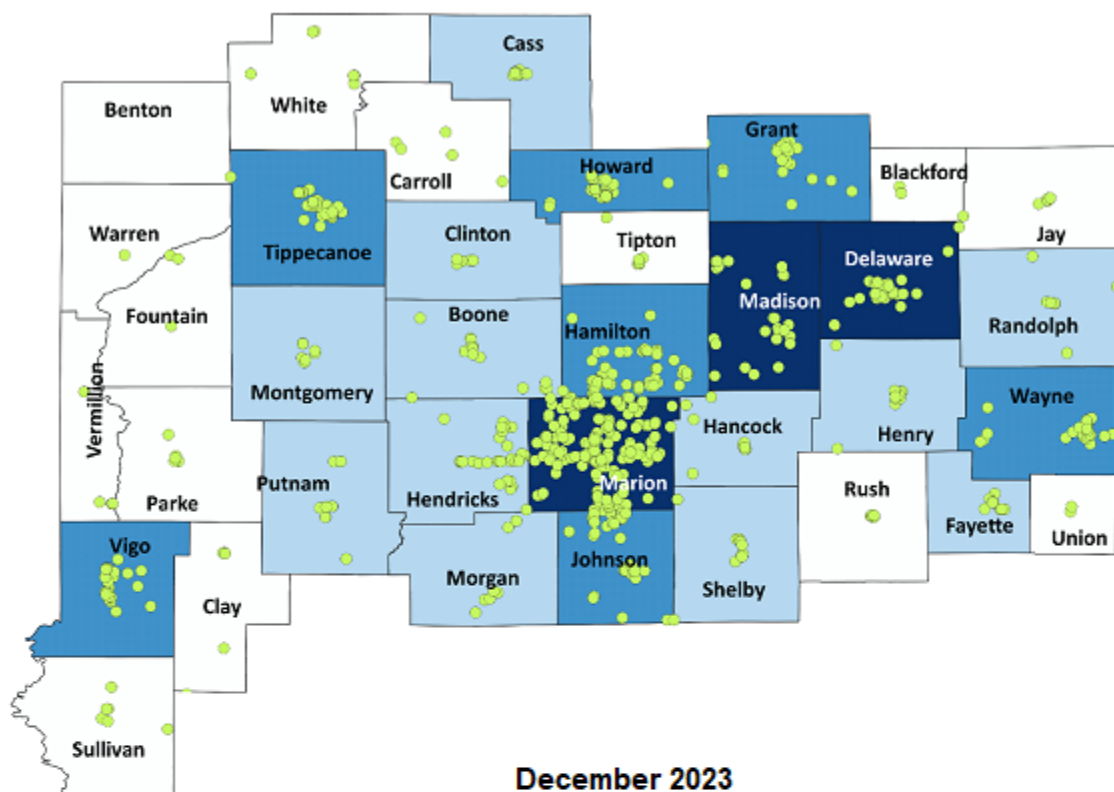 Cass
Benton
White
Grant
Howard
Blackford
Carroll
Warren
Clinton
Tipton
Jay
Tippecanoe
Delaware
Madison
Fountain
Boone
Hamilton
Randolph
Montgomery
Wayne
Vermillion
Hancock
Henry
Putnam
Marion
Rush
Parke
Hendricks
Fayette
Union
Vigo
Johnson
Morgan
Shelby
Clay
Sullivan
December 2023